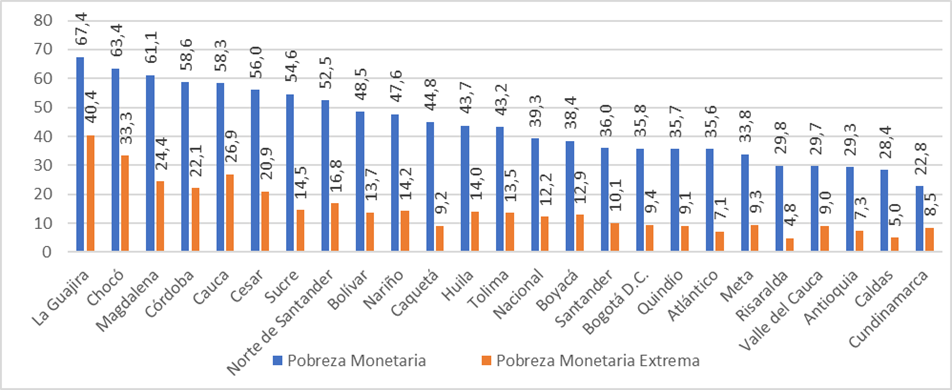 80
70
60
50
40
30
20
10
0
67,4
63,4
61,1
58,6
58,3
56,0
54,6
52,5
48,5
47,6
44,8
43,7
43,2
39,3
38,4
36,0
35,8
35,7
35,6
33,8
29,8
29,7
29,3
28,4
22,8
40,4
33,3
24,4
22,1
26,9
20,9
14,5
16,8
13,7
14,2
9,2
14,0
13,5
12,2
12,9
10,1
9,4
9,1
7,1
9,3
4,8
9,0
7,3
5,0
8,5
La Guajira
Chocó
Magdalena
Córdoba
Cauca
Cesar
Sucre
Norte de Santander
Bolívar
Nariño
Caquetá
Huila
Tolima
Nacional
Boyacá
Santander
Bogotá D.C.
Quindío
Atlántico
Meta
Risaralda
Valle del Cauca
Antioquia
Caldas
Cundinamarca
Pobreza Monetaria
Pobreza Monetaria Extrema